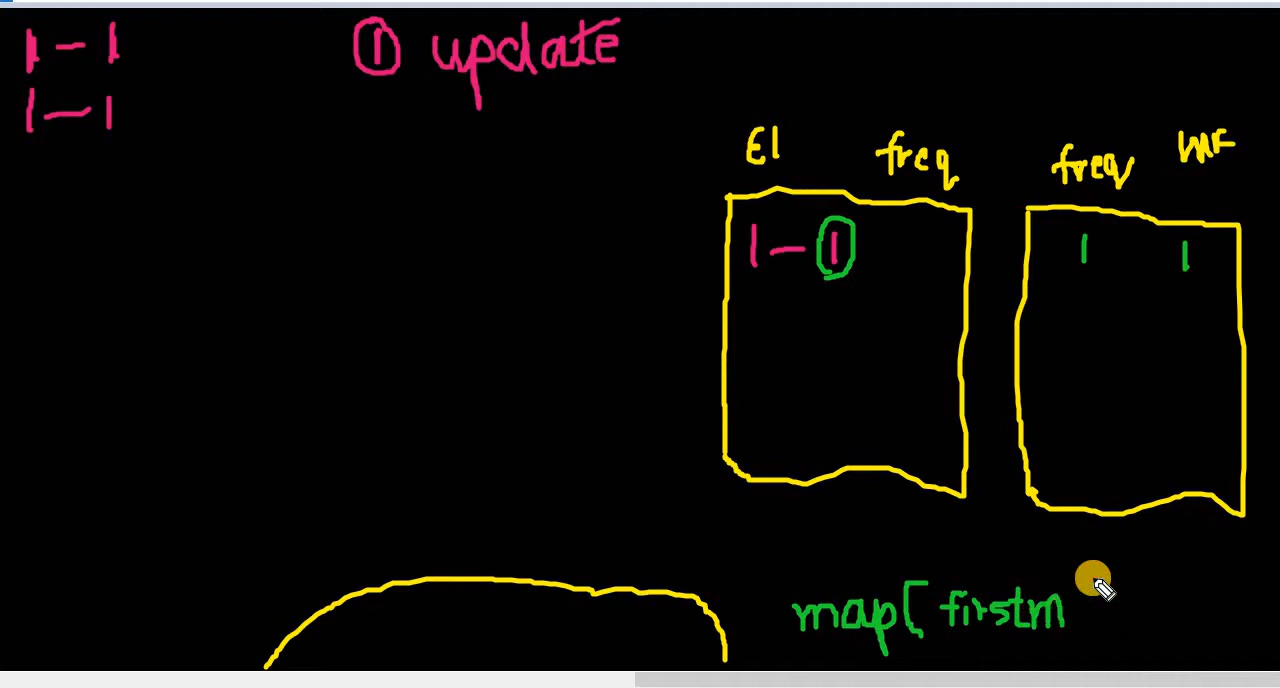 1 - 1
① update
1 - 1
El freq
freq
1 - 1
1 1
map[ firstm